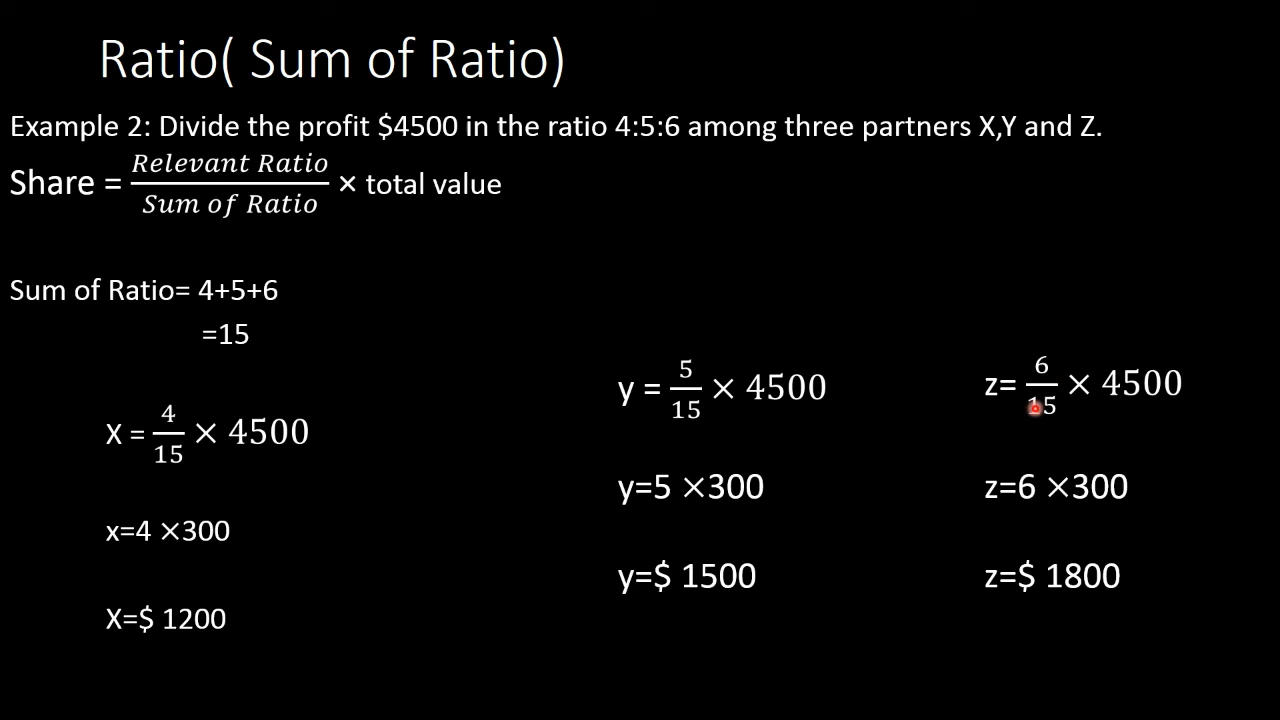 Ratio( Sum of Ratio)
Example 2: Divide the profit $4500 in the ratio 4:5:6 among three partners X,Y and Z.
Share = Relevant Ratio / Sum of Ratio × total value
Sum of Ratio= 4+5+6
=15
X = 4/15 × 4500
x=4 ×300
X=$ 1200
y = 5/15 × 4500
y=5 ×300
y=$ 1500
z= 6/15 × 4500
z=6 ×300
z=$ 1800